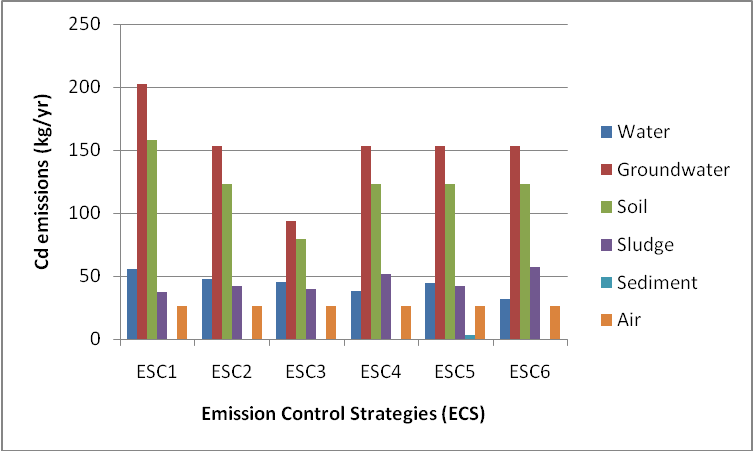 250
200
150
100
50
0
Cd emissions (kg/yr)
ESC1 ESC2 ESC3 ESC4 ESC5 ESC6
Emission Control Strategies (ECS)
Water
Groundwater
Soil
Sludge
Sediment
Air